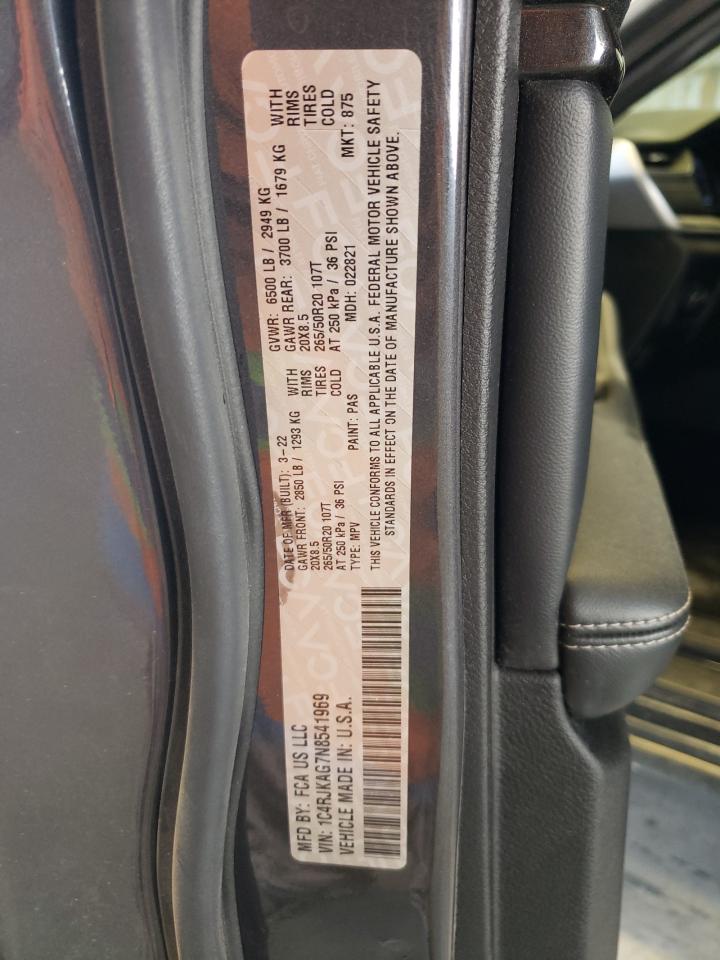 MFD BY: FCA US LLC
DATE OF MFR (BUILT): 3-22
GVWR: 6500 LB / 2949 KG
GAWR FRONT: 2850 LB / 1293 KG WITH
GAWR REAR: 3700 LB / 1679 KG WITH
20X8.5 RIMS
20X8.5 RIMS
265/50R20 107T TIRES
265/50R20 107T TIRES
AT 250 kPa / 36 PSI COLD
AT 250 kPa / 36 PSI COLD
VIN: 1C4RJKAG7N8541969
TYPE: MPV
PAINT: PAS
MDH: 022821
MKT: 875
VEHICLE MADE IN: U.S.A.
THIS VEHICLE CONFORMS TO ALL APPLICABLE U.S.A. FEDERAL MOTOR VEHICLE SAFETY
STANDARDS IN EFFECT ON THE DATE OF MANUFACTURE SHOWN ABOVE.